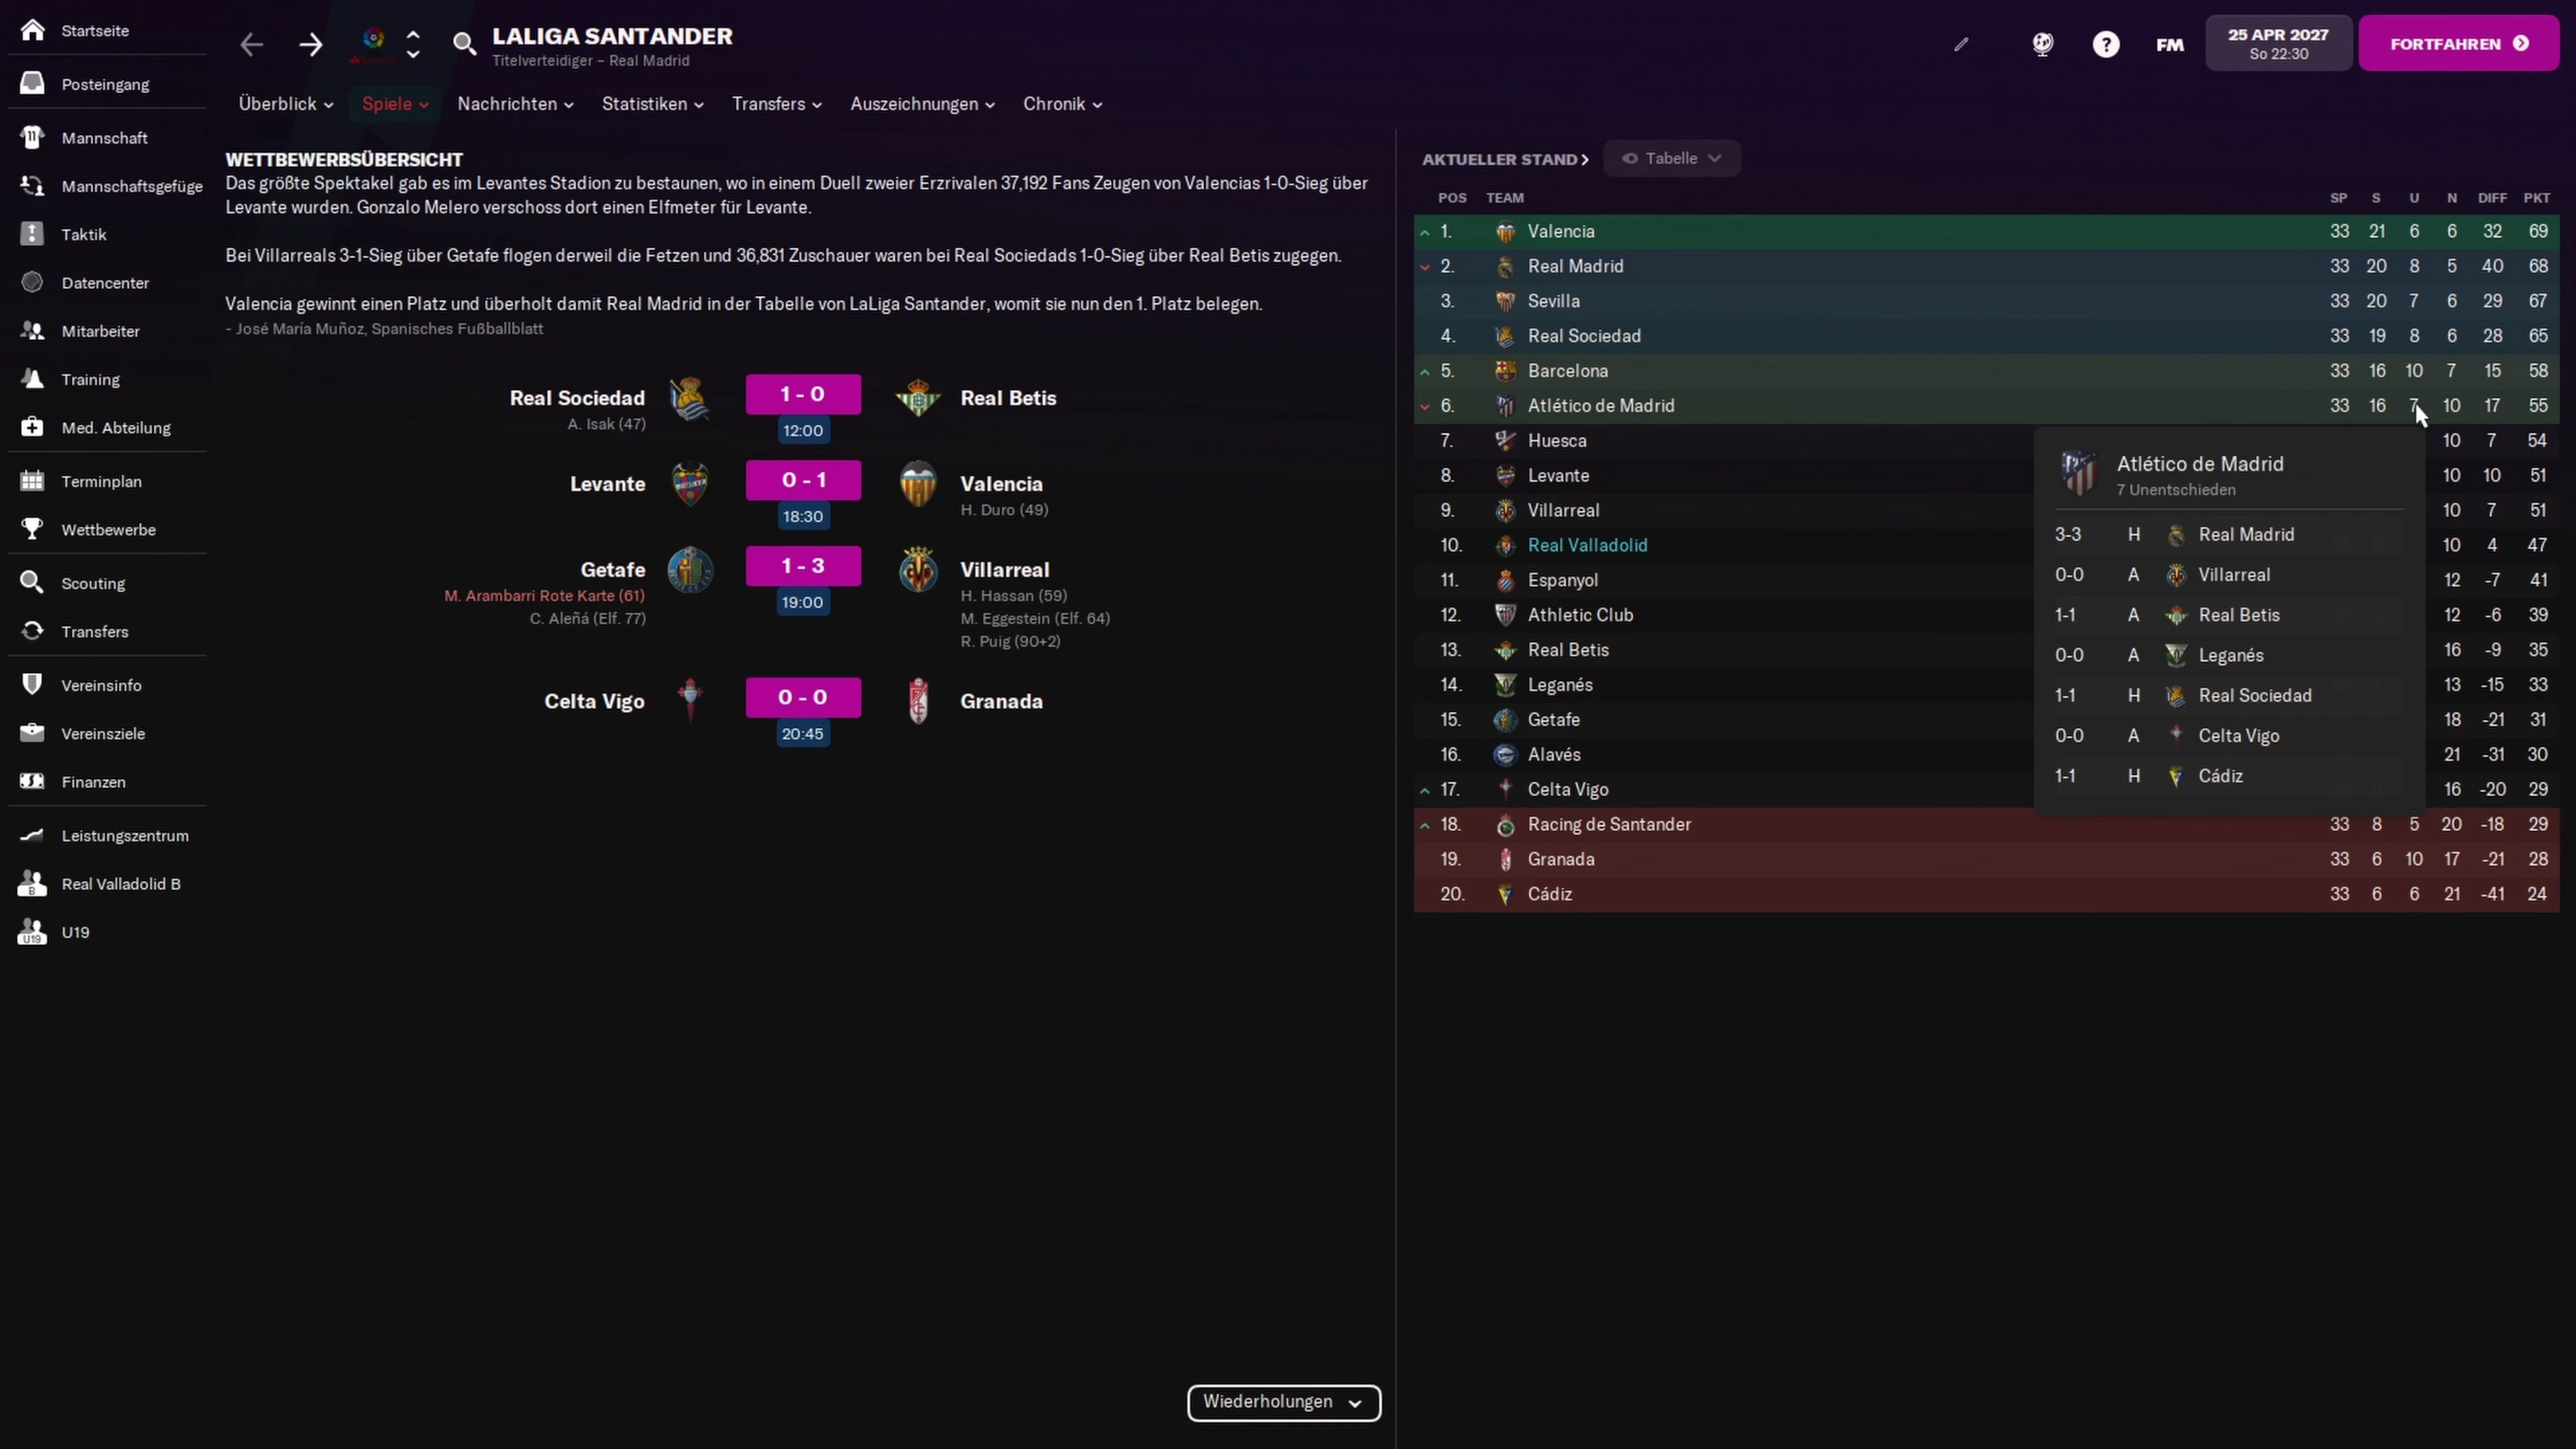 Startseite
Posteingang
Mannschaft
Mannschaftsgefüge
Taktik
Datencenter
Mitarbeiter
Training
Med. Abteilung
Terminplan
Wettbewerbe
Scouting
Transfers
Vereinsinfo
Vereinsziele
Finanzen
Leistungszentrum
Real Valladolid B
U19
LALIGA SANTANDER
Titelverteidiger – Real Madrid
FM
25 APR 2027
So 22:30
FORTFAHREN
Überblick Spiele Nachrichten Statistiken Transfers Auszeichnungen Chronik
WETTBEWERBSÜBERSICHT
Das größte Spektakel gab es im Levantes Stadion zu bestaunen, wo in einem Duell zweier Erzrivalen 37,192 Fans Zeugen von Valencias 1-0-Sieg über
Levante wurden. Gonzalo Melero verschoss dort einen Elfmeter für Levante.
Bei Villarreals 3-1-Sieg über Getafe flogen derweil die Fetzen und 36,831 Zuschauer waren bei Real Sociedads 1-0-Sieg über Real Betis zugegen.
Valencia gewinnt einen Platz und überholt damit Real Madrid in der Tabelle von LaLiga Santander, womit sie nun den 1. Platz belegen.
- José María Muñoz, Spanisches Fußballblatt
Real Sociedad 1 - 0 Real Betis
A. Isak (47)
12:00
Levante 0 - 1 Valencia
H. Duro (49)
18:30
Getafe 1 - 3 Villarreal
M. Arambarri Rote Karte (61) 19:00 H. Hassan (59)
C. Aleñá (Elf. 77) M. Eggestein (Elf. 64)
R. Puig (90+2)
Celta Vigo 0 - 0 Granada
20:45
Wiederholungen
AKTUELLER STAND Tabelle
POS TEAM SP S U N DIFF PKT
1. Valencia 33 21 6 6 32 69
2. Real Madrid 33 20 8 5 40 68
3. Sevilla 33 20 7 6 29 67
4. Real Sociedad 33 19 8 6 28 65
5. Barcelona 33 16 10 7 15 58
6. Atlético de Madrid 33 16 7 10 17 55
7. Huesca 10 7 54
8. Levante 10 10 51
9. Villarreal 10 7 51
10. Real Valladolid 10 4 47
11. Espanyol 12 -7 41
12. Athletic Club 12 -6 39
13. Real Betis 16 -9 35
14. Leganés 13 -15 33
15. Getafe 18 -21 31
16. Alavés 21 -31 30
17. Celta Vigo 16 -20 29
18. Racing de Santander 33 8 5 20 -18 29
19. Granada 33 6 10 17 -21 28
20. Cádiz 33 6 6 21 -41 24
Atlético de Madrid
7 Unentschieden
3-3 H Real Madrid
0-0 A Villarreal
1-1 A Real Betis
0-0 A Leganés
1-1 H Real Sociedad
0-0 A Celta Vigo
1-1 H Cádiz